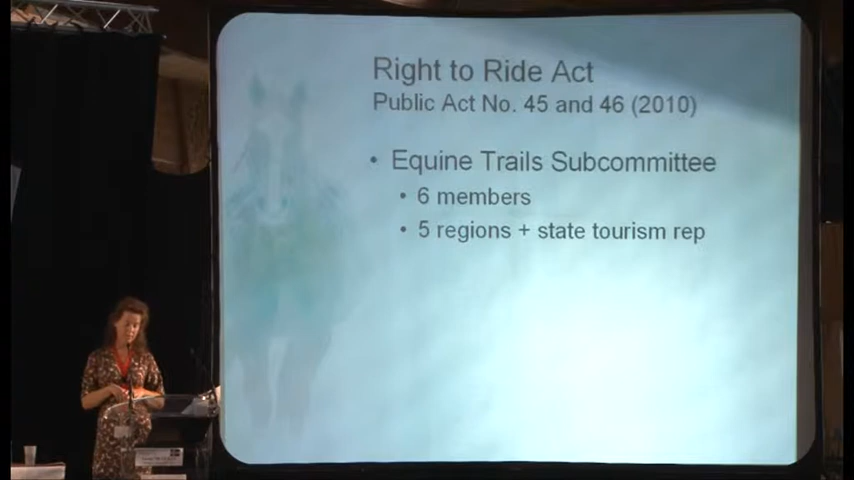 Right to Ride Act
Public Act No. 45 and 46 (2010)
• Equine Trails Subcommittee
• 6 members
• 5 regions + state tourism rep